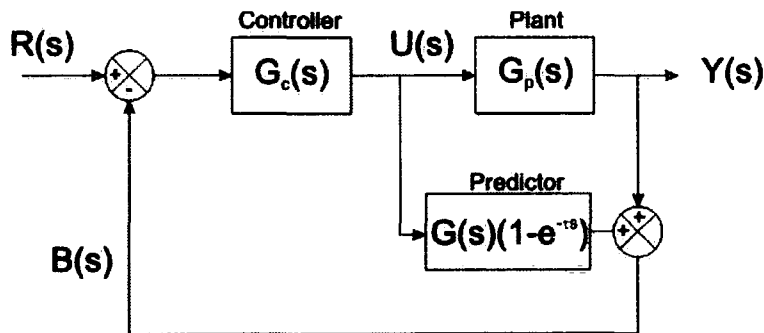 Controller
Plant
R(s)
U(s)
Y(s)
+
-
G_c(s)
G_p(s)
Predictor
G(s)(1-e^{-τs})
+
+
B(s)